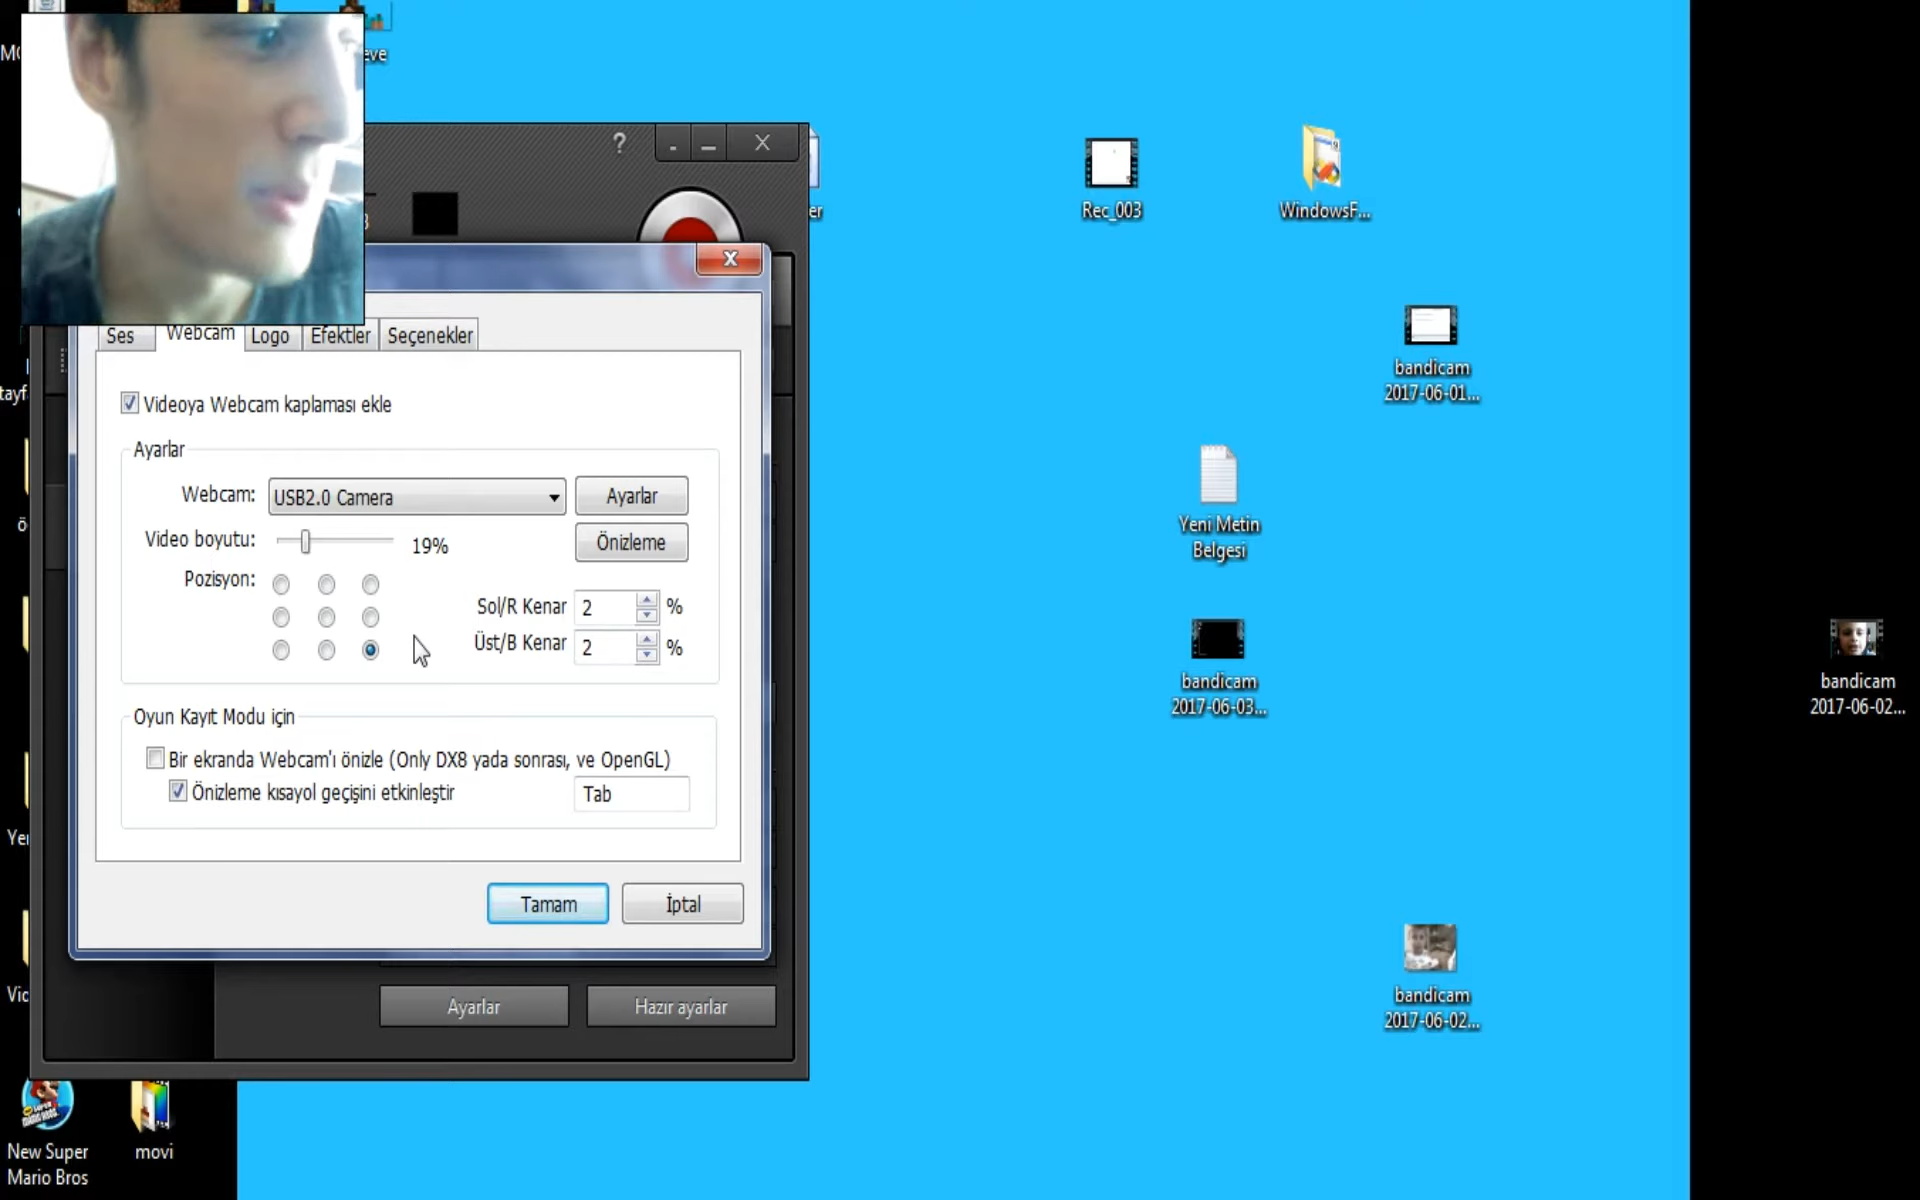 eve
?
er
Rec_003
WindowsF...
Ses
Webcam
Logo
Efektler
Seçenekler
Videoya Webcam kaplaması ekle
bandicam
2017-06-01...
tayf
Ayarlar
Webcam:
USB2.0 Camera
Ayarlar
Video boyutu:
19%
Önizleme
Pozisyon:
Sol/R Kenar
2
%
Üst/B Kenar
2
%
Yeni Metin
Belgesi
bandicam
2017-06-03...
bandicam
2017-06-02...
Oyun Kayıt Modu için
Bir ekranda Webcam'ı önizle (Only DX8 yada sonrası, ve OpenGL)
Önizleme kısayol geçişini etkinleştir
Tab
Tamam
İptal
Ayarlar
Hazır ayarlar
bandicam
2017-06-02...
New Super
Mario Bros
movi